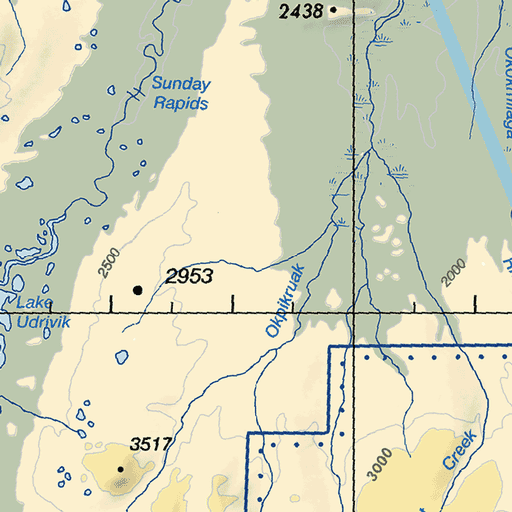 2438
Sunday
Rapids
2500
2953
2000
Lake
Udrivik
Okpikruak
3517
3000
Creek